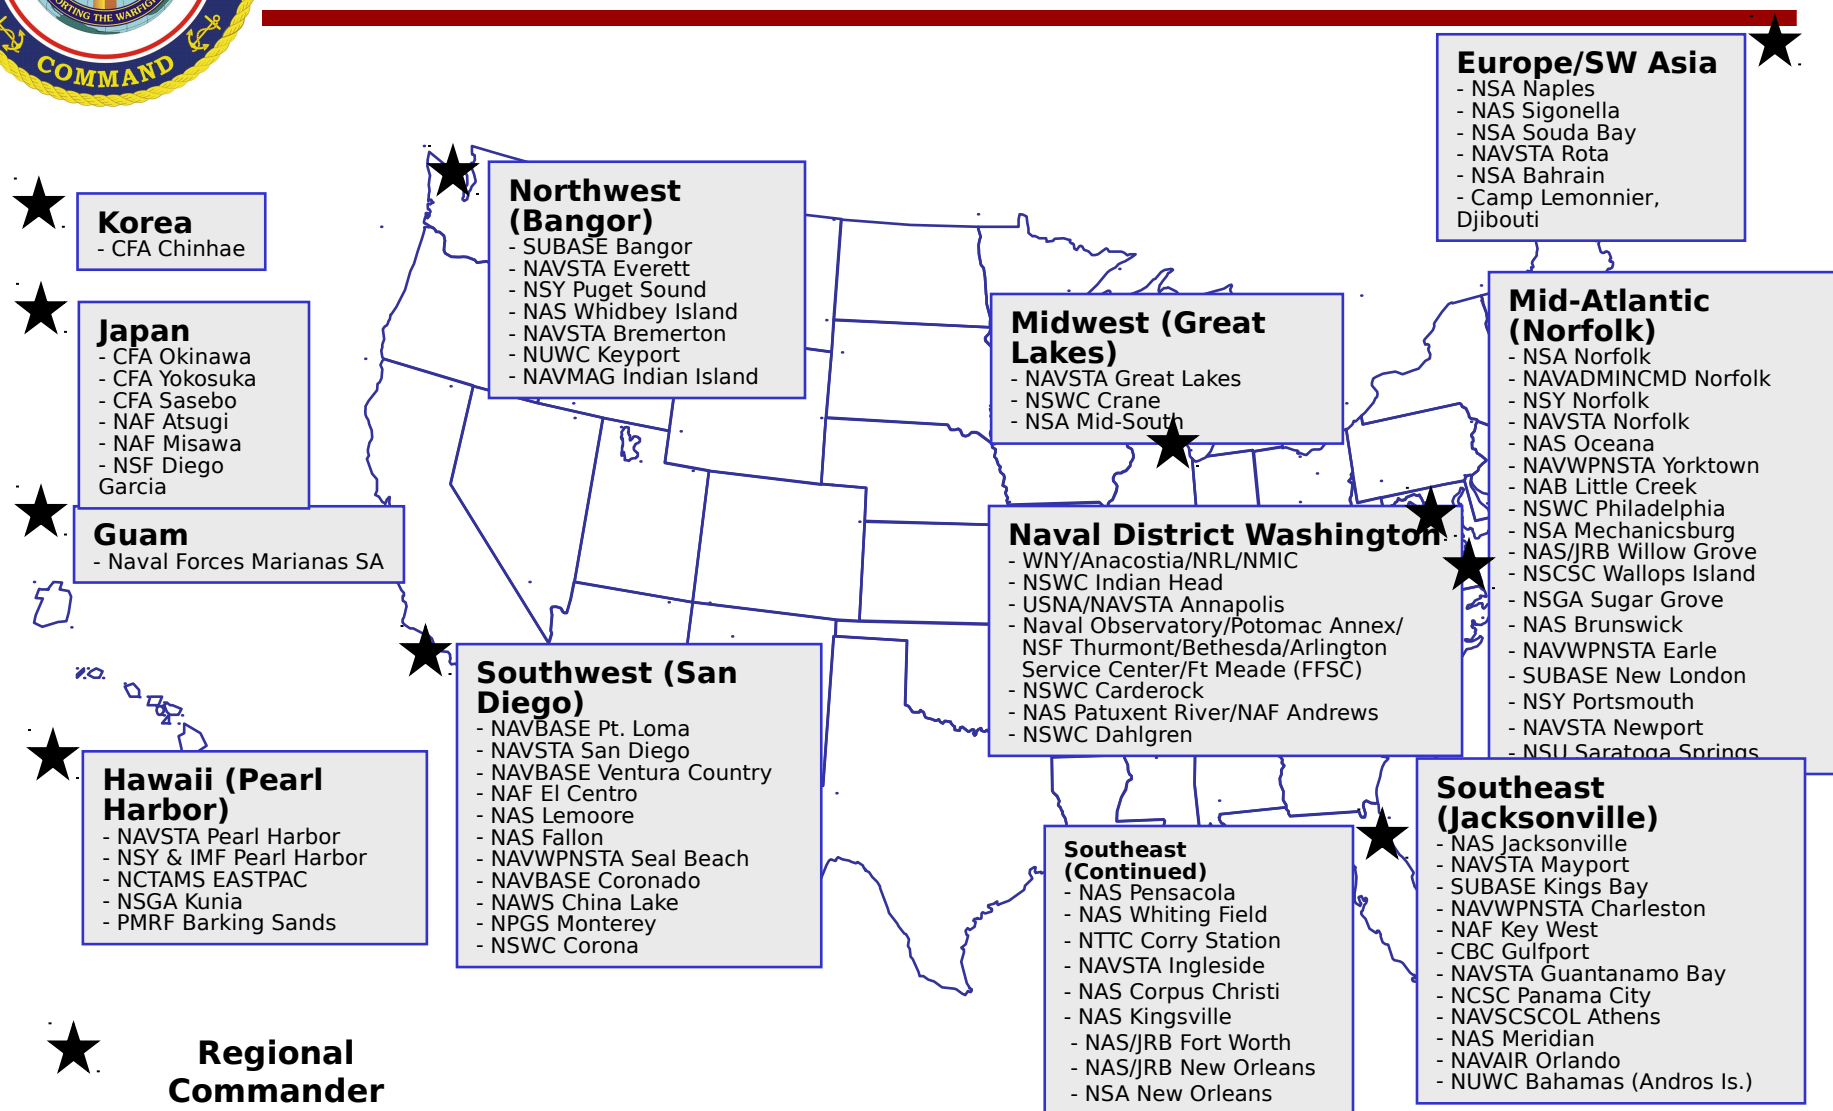 PORTING THE WARFIG
COMMAND
Europe/SW Asia
- NSA Naples
- NAS Sigonella
- NSA Souda Bay
- NAVSTA Rota
- NSA Bahrain
- Camp Lemonnier,
Djibouti
Korea
- CFA Chinhae
Northwest
(Bangor)
- SUBASE Bangor
- NAVSTA Everett
- NSY Puget Sound
- NAS Whidbey Island
- NAVSTA Bremerton
- NUWC Keyport
- NAVMAG Indian Island
Japan
- CFA Okinawa
- CFA Yokosuka
- CFA Sasebo
- NAF Atsugi
- NAF Misawa
- NSF Diego
Garcia
Midwest (Great
Lakes)
- NAVSTA Great Lakes
- NSWC Crane
- NSA Mid-South
Mid-Atlantic
(Norfolk)
- NSA Norfolk
- NAVADMINCMD Norfolk
- NSY Norfolk
- NAVSTA Norfolk
- NAS Oceana
- NAVWPNSTA Yorktown
- NAB Little Creek
- NSWC Philadelphia
- NSA Mechanicsburg
- NAS/JRB Willow Grove
- NSCSC Wallops Island
- NSGA Sugar Grove
- NAS Brunswick
- NAVWPNSTA Earle
- SUBASE New London
- NSY Portsmouth
- NAVSTA Newport
- NSU Saratoga Springs
Guam
- Naval Forces Marianas SA
Naval District Washington
- WNY/Anacostia/NRL/NMIC
- NSWC Indian Head
- USNA/NAVSTA Annapolis
- Naval Observatory/Potomac Annex/
NSF Thurmont/Bethesda/Arlington
Service Center/Ft Meade (FFSC)
- NSWC Carderock
- NAS Patuxent River/NAF Andrews
- NSWC Dahlgren
Southwest (San
Diego)
- NAVBASE Pt. Loma
- NAVSTA San Diego
- NAVBASE Ventura Country
- NAF El Centro
- NAS Lemoore
- NAS Fallon
- NAVWPNSTA Seal Beach
- NAVBASE Coronado
- NAWS China Lake
- NPGS Monterey
- NSWC Corona
Hawaii (Pearl
Harbor)
- NAVSTA Pearl Harbor
- NSY & IMF Pearl Harbor
- NCTAMS EASTPAC
- NSGA Kunia
- PMRF Barking Sands
Southeast
(Jacksonville)
- NAS Jacksonville
- NAVSTA Mayport
- SUBASE Kings Bay
- NAVWPNSTA Charleston
- NAF Key West
- CBC Gulfport
- NAVSTA Guantanamo Bay
- NCSC Panama City
- NAVSCSCOL Athens
- NAS Meridian
- NAVAIR Orlando
- NUWC Bahamas (Andros Is.)
Southeast
(Continued)
- NAS Pensacola
- NAS Whiting Field
- NTTC Corry Station
- NAVSTA Ingleside
- NAS Corpus Christi
- NAS Kingsville
- NAS/JRB Fort Worth
- NAS/JRB New Orleans
- NSA New Orleans
Regional
Commander